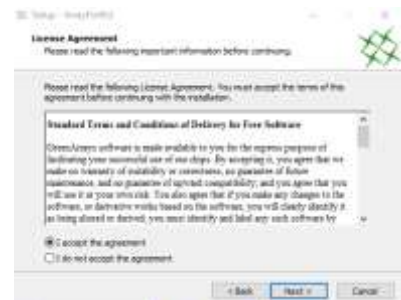 Setup - arrayForth®3
License Agreement
Please read the following important information before continuing.
Please read the following License Agreement. You must accept the terms of this
agreement before continuing with the installation.
Standard Terms and Conditions of Delivery for Free Software
GreenArrays software is made available to you for the express purpose of
facilitating your successful use of our chips. By accepting it, you agree that we
make no warranty of suitability or correctness, no guarantee of future
maintenance, and no guarantee of upward compatibility; and you agree that you
will use it at your own risk. You also agree that if you make any changes to the
software, or derivative works based on the software, you will clearly identify it
as being altered or derived; you must identify and label any such software by
I accept the agreement
I do not accept the agreement
< Back
Next >
Cancel